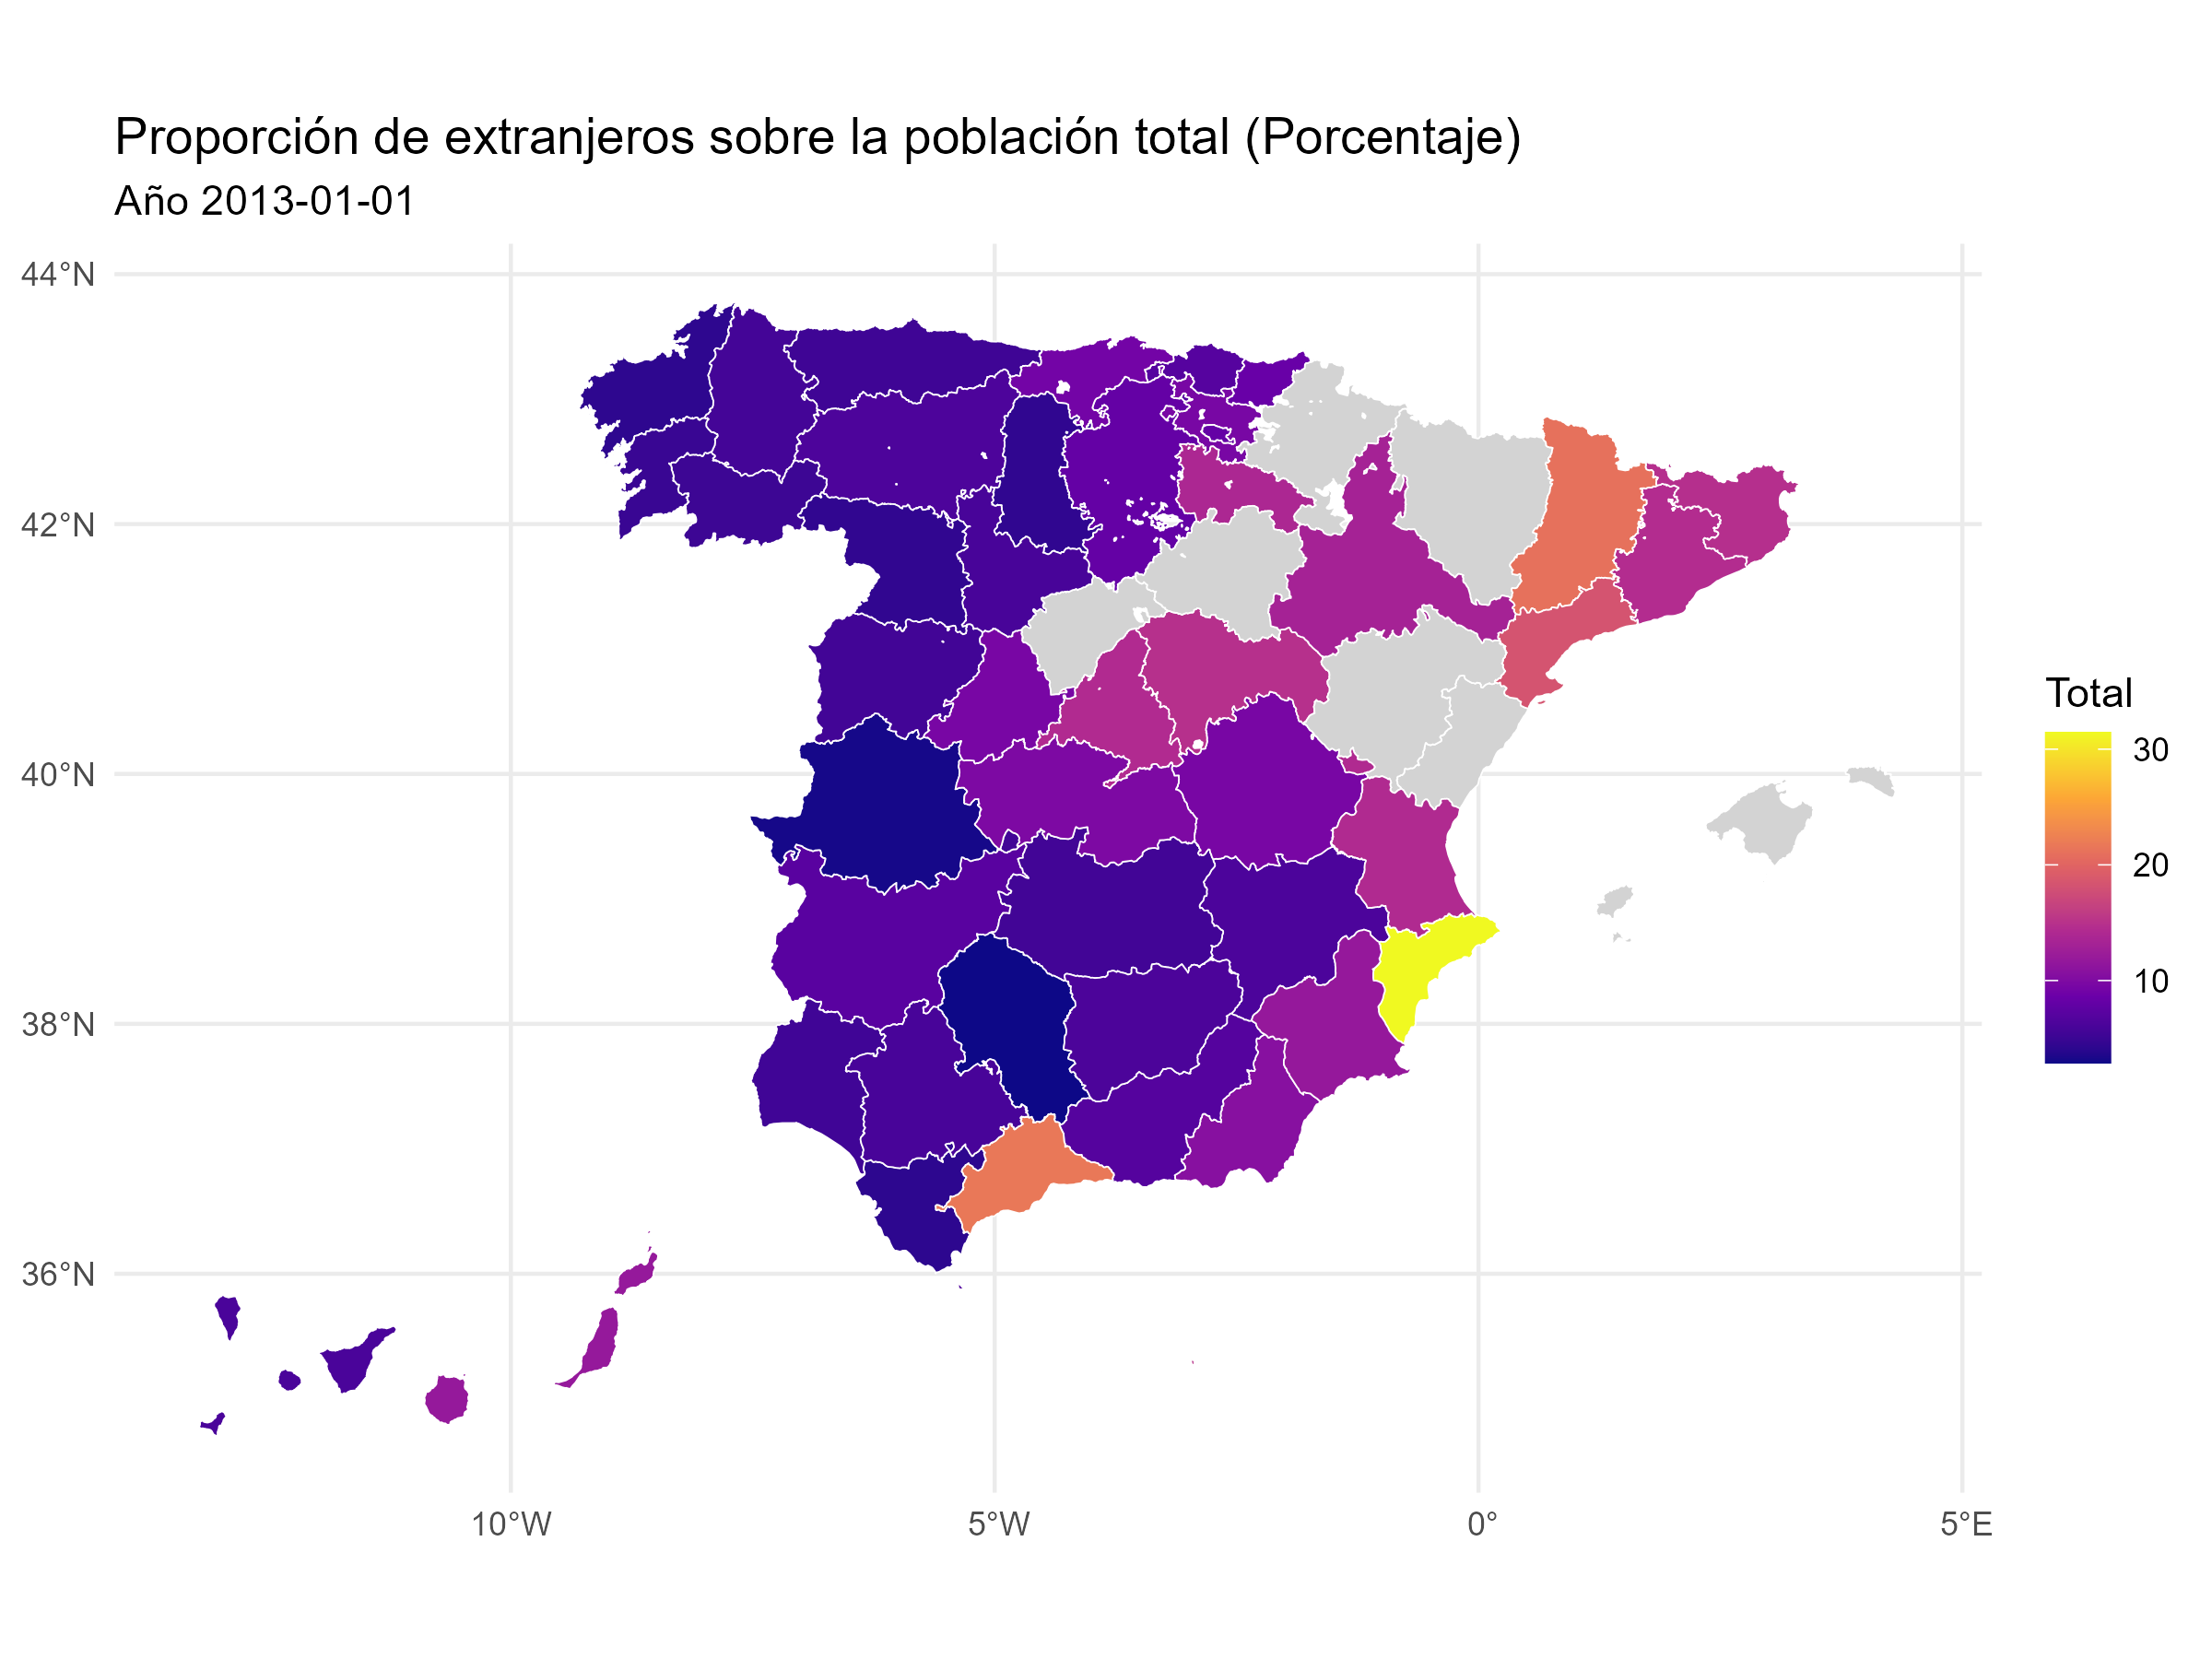 Proporción de extranjeros sobre la población total (Porcentaje)
Año 2013-01-01
44°N
42°N
40°N
38°N
36°N
10°W
5°W
0°
5°E
Total
30
20
10